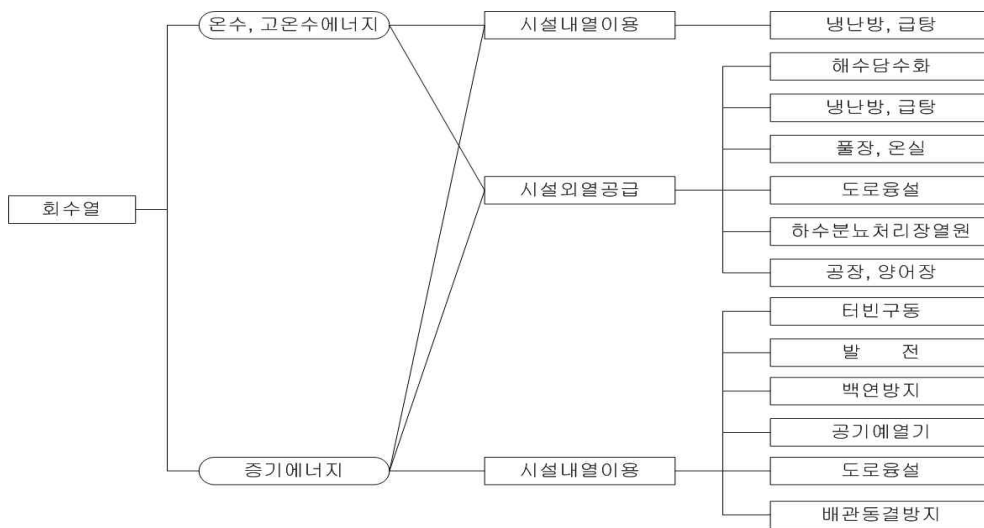 온수, 고온수에너지
시설내열이용
냉난방, 급탕
해수담수화
냉난방, 급탕
풀장, 온실
회수열
시설외열공급
도로융설
하수분뇨처리장열원
공장, 양어장
터빈구동
발 전
백연방지
공기예열기
증기에너지
시설내열이용
도로융설
배관동결방지